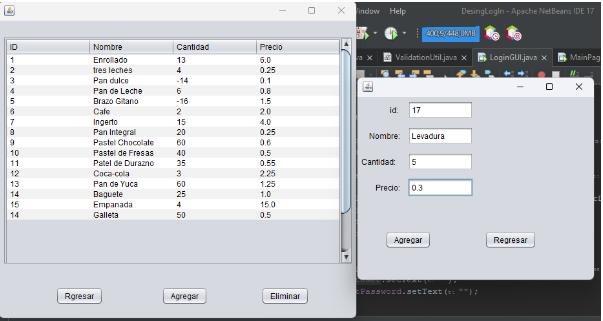 Window Help DesingLogIn - Apache NetBeans IDE 17
400,9/448,0MB
ValidationUtil.java LoginGUI.java MainPag
ID Nombre Cantidad Precio
1 Enrollado 13 6.0
2 tres leches 4 0.25
3 Pan dulce -14 0.1
4 Pan de Leche 6 0.8
5 Brazo Gitano -16 1.5
6 Cafe 2 2.0
7 Ingerto 15 4.0
8 Pan Integral 20 0.25
9 Pastel Chocolate 60 0.6
10 Pastel de Fresas 40 0.5
11 Patel de Durazno 35 0.55
12 Coca-cola 3 2.25
13 Pan de Yuca 60 1.25
14 Baguete 25 1.0
15 Empanada 4 15.0
14 Galleta 50 0.5
Rgresar Agregar Eliminar
id: 17
Nombre: Levadura
Cantidad: 5
Precio: 0.3
Agregar Regresar
tPassword.setText("");